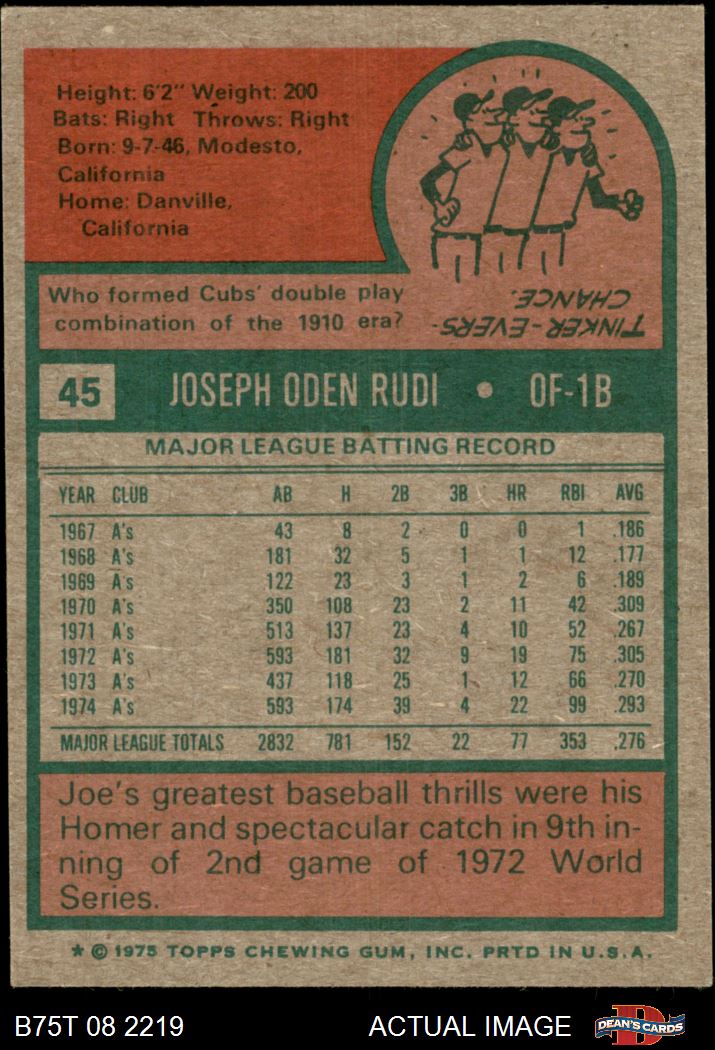 Height: 6'2" Weight: 200
Bats: Right Throws: Right
Born: 9-7-46, Modesto,
California
Home: Danville,
California
Who formed Cubs' double play
combination of the 1910 era?
TINKER-EVERS-
CHANCE.
45 JOSEPH ODEN RUDI • OF-1B
MAJOR LEAGUE BATTING RECORD
YEAR CLUB AB H 2B 3B HR RBI AVG
1967 A's 43 8 2 0 0 1 .186
1968 A's 181 32 5 1 1 12 .177
1969 A's 122 23 3 1 2 6 .189
1970 A's 350 108 23 2 11 42 .309
1971 A's 513 137 23 4 10 52 .267
1972 A's 593 181 32 9 19 75 .305
1973 A's 437 118 25 1 12 66 .270
1974 A's 593 174 39 4 22 99 .293
MAJOR LEAGUE TOTALS 2832 781 152 22 77 353 .276
Joe's greatest baseball thrills were his
Homer and spectacular catch in 9th in-
ning of 2nd game of 1972 World
Series.
* © 1975 TOPPS CHEWING GUM, INC. PRTD IN U.S.A.
B75T 08 2219 ACTUAL IMAGE D DEAN'S CARDS